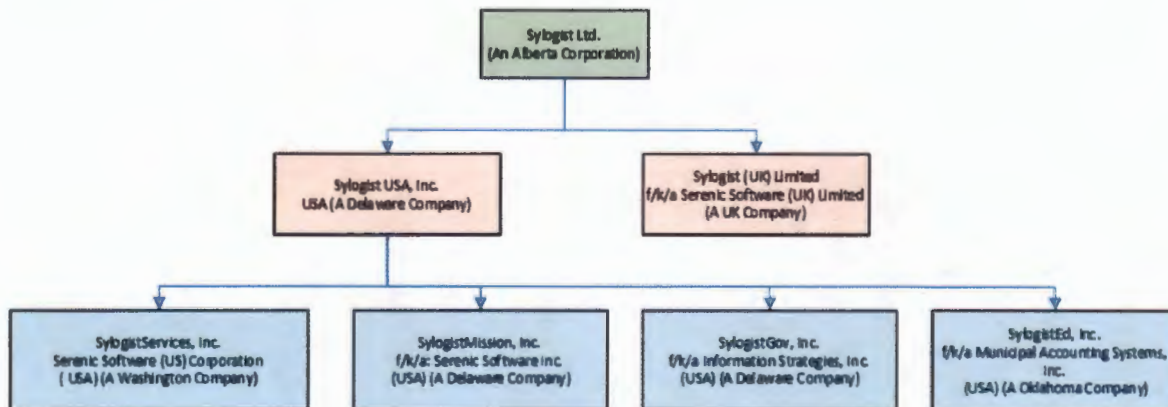 Sylogist Ltd.
(An Alberta Corporation)
Sylogist USA, Inc.
USA (A Delaware Company)
Sylogist (UK) Limited
f/k/a Serenic Software (UK) Limited
(A UK Company)
SylogistServices, Inc.
Serenic Software (US) Corporation
( USA) (A Washington Company)
SylogistMission, Inc.
f/k/a: Serenic Software Inc.
(USA) (A Delaware Company)
SylogistGov, Inc.
f/k/a Information Strategies, Inc.
(USA) (A Delaware Company)
SylogistEd, Inc.
f/k/a Municipal Accounting Systems,
Inc.
(USA) (A Oklahoma Company)